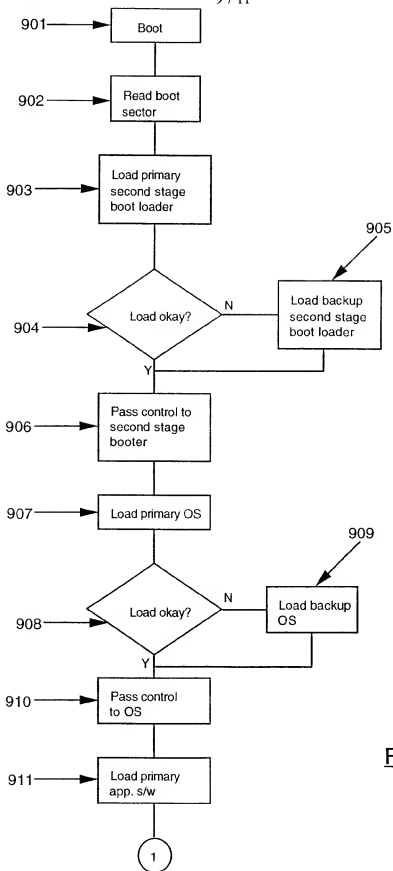 901
Boot
902
Read boot
sector
903
Load primary
second stage
boot loader
905
904
Load okay?
N
Load backup
second stage
boot loader
Y
906
Pass control to
second stage
booter
907
Load primary OS
909
908
Load okay?
N
Load backup
OS
Y
910
Pass control
to OS
911
Load primary
app. s/w
1